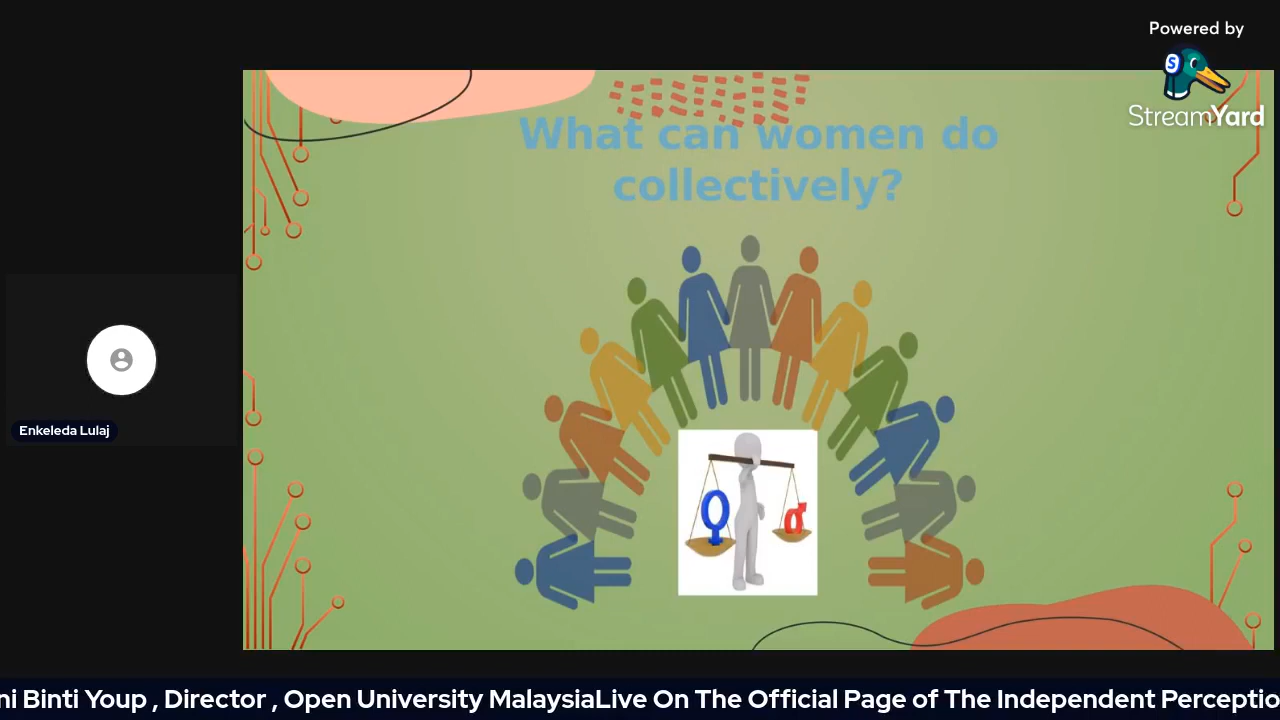 Powered by
S
StreamYard
What can women do
collectively?
Enkeleda Lulaj
ni Binti Youp , Director , Open University MalaysiaLive On The Official Page of The Independent Perceptio